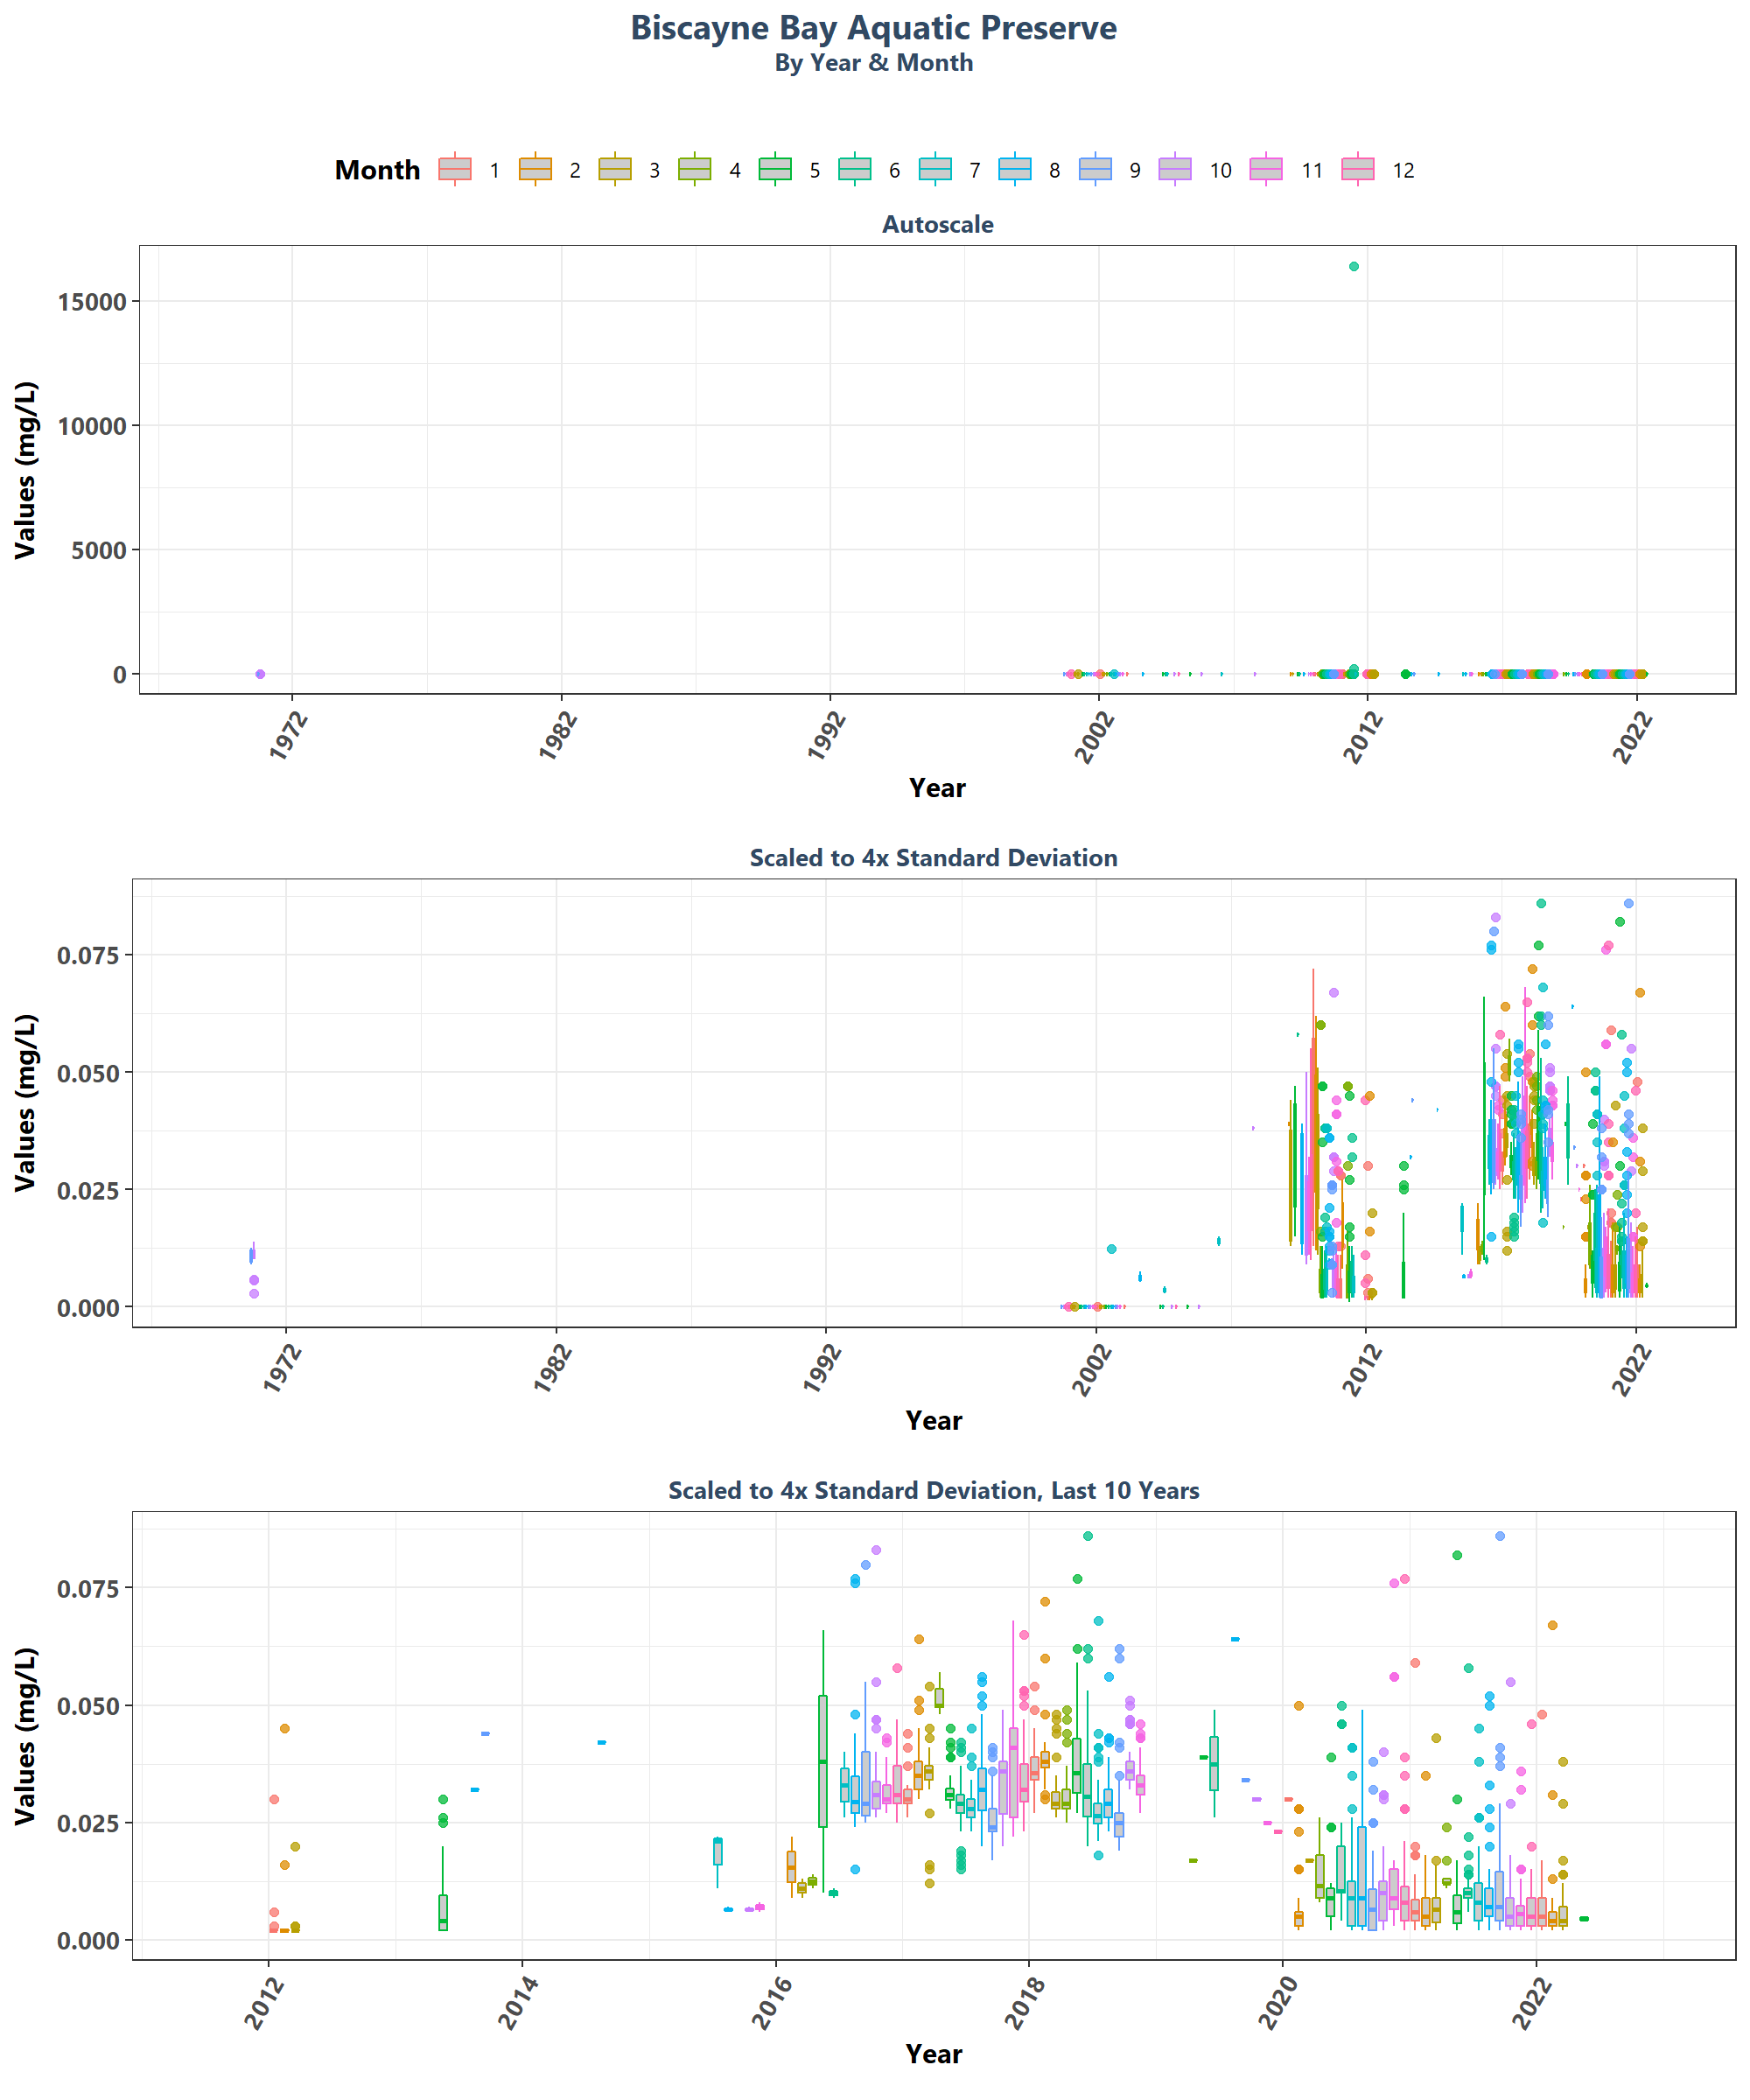 Biscayne Bay Aquatic Preserve
By Year & Month
Month 1 2 3 4 5 6 7 8 9 10 11 12
Autoscale
Values (mg/L)
15000
10000
5000
0
1972 1982 1992 2002 2012 2022
Year
Scaled to 4x Standard Deviation
Values (mg/L)
0.075
0.050
0.025
0.000
1972 1982 1992 2002 2012 2022
Year
Scaled to 4x Standard Deviation, Last 10 Years
Values (mg/L)
0.075
0.050
0.025
0.000
2012 2014 2016 2018 2020 2022
Year